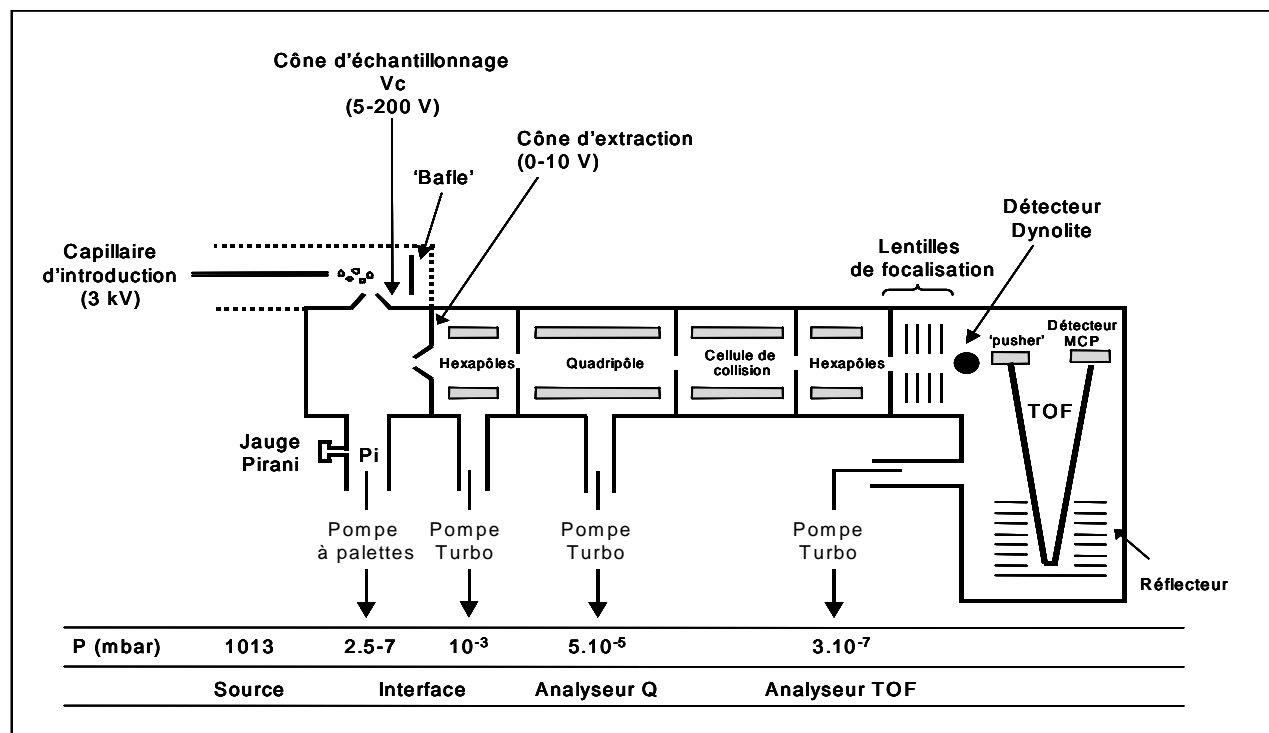 Cône d'échantillonnage
Vc
(5-200 V)
Cône d'extraction
(0-10 V)
'Bafle'
Capillaire
d'introduction
(3 kV)
Détecteur
Dynolite
Lentilles
de focalisation
'pusher'
Détecteur
MCP
Hexapôles
Quadripôle
Cellule de
collision
Hexapôles
TOF
Jauge
Pirani
Pi
Pompe
à palettes
Pompe
Turbo
Pompe
Turbo
Pompe
Turbo
Réflecteur
P (mbar) 1013 2.5-7 10⁻³ 5.10⁻⁵ 3.10⁻⁷
Source Interface Analyseur Q Analyseur TOF